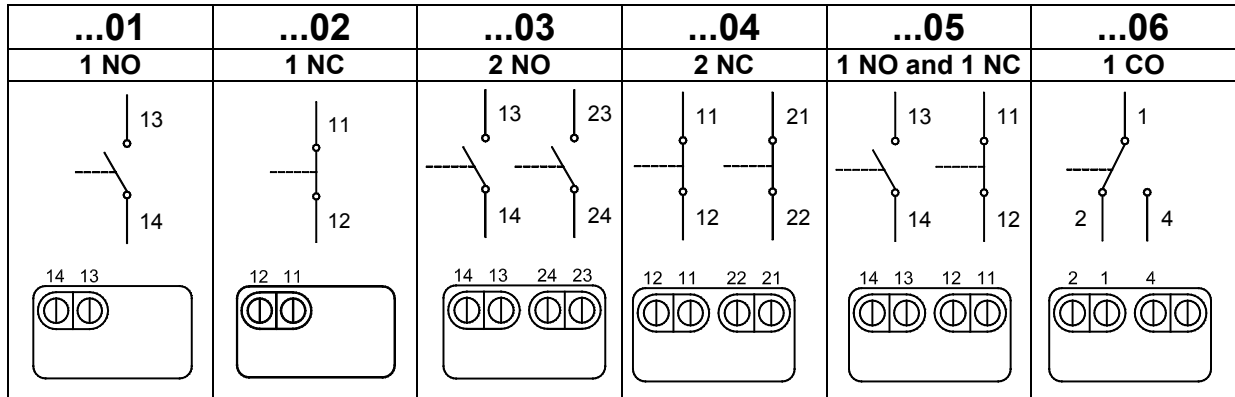 ...01 ...02 ...03 ...04 ...05 ...06
1 NO 1 NC 2 NO 2 NC 1 NO and 1 NC 1 CO
13 11 13 23 11 21 13 11 1
14 12 14 24 12 22 14 12 2 4
14 13 12 11 14 13 24 23 12 11 22 21 14 13 12 11 2 1 4